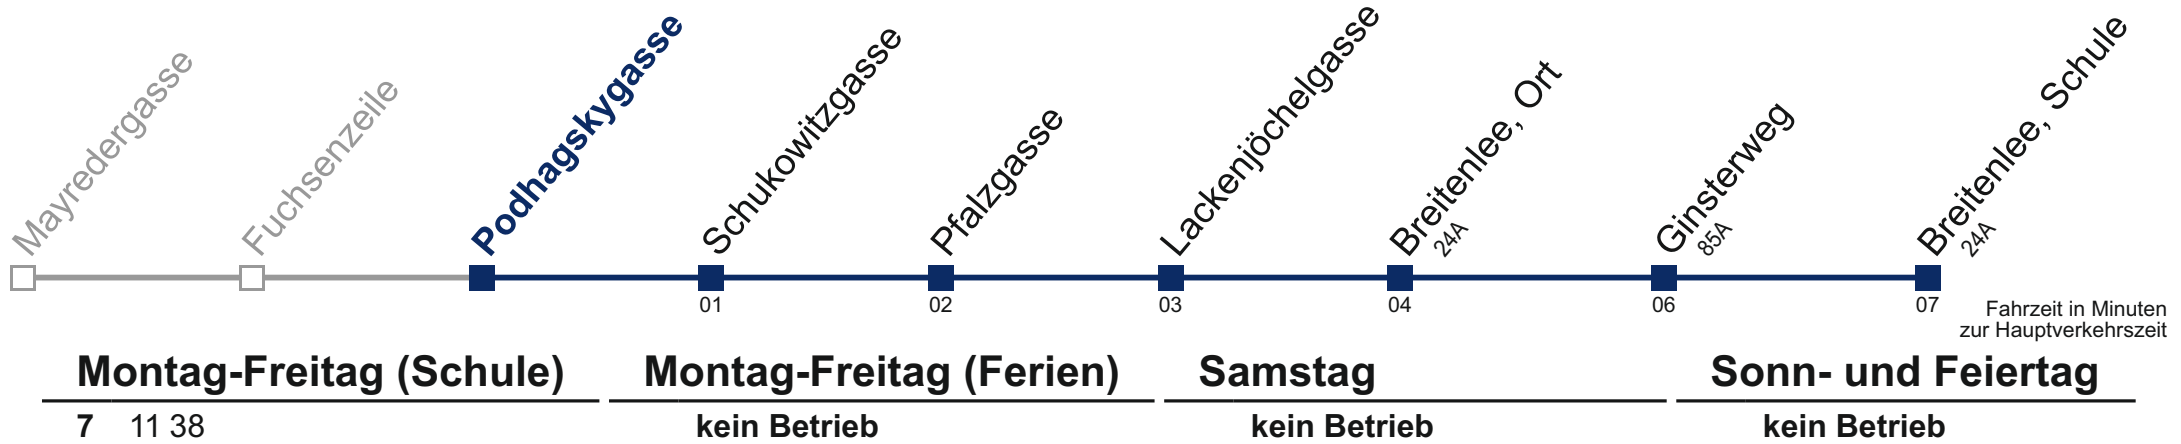 Mayredergasse
Fuchsenzeile
Podhagskygasse
Schukowitzgasse
Pfalzgasse
Lackenjöchelgasse
Breitenlee, Ort
24A
Ginsterweg
85A
Breitenlee, Schule
24A
01 02 03 04 06 07
Fahrzeit in Minuten
zur Hauptverkehrszeit
Montag-Freitag (Schule) Montag-Freitag (Ferien) Samstag Sonn- und Feiertag
7 11 38 kein Betrieb kein Betrieb kein Betrieb